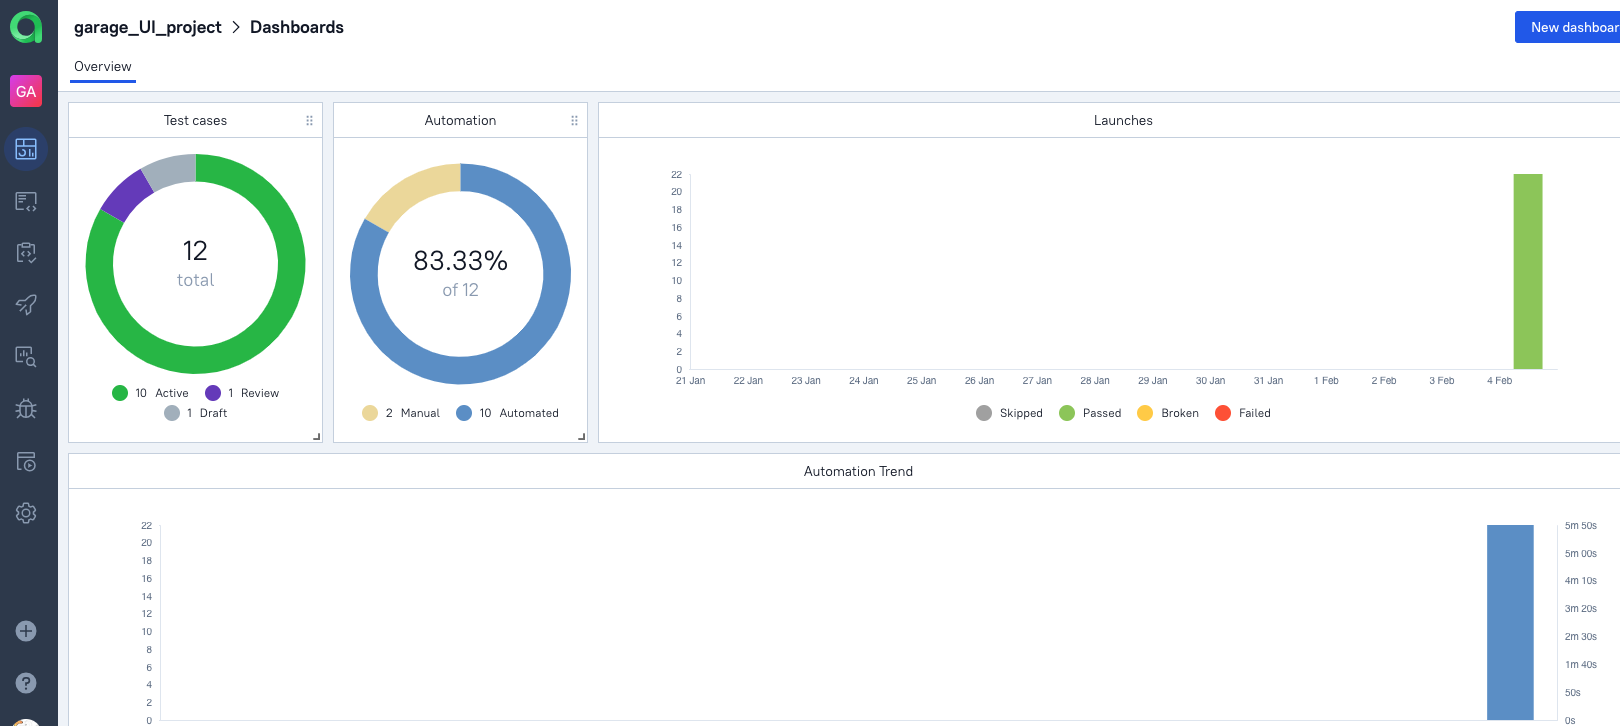 garage_UI_project > Dashboards
New dashboar
Overview
GA
Test cases
12
total
10 Active 1 Review
1 Draft
Automation
83.33%
of 12
2 Manual 10 Automated
Launches
22
20
18
16
14
12
10
8
6
4
2
0
21 Jan 22 Jan 23 Jan 24 Jan 25 Jan 26 Jan 27 Jan 28 Jan 29 Jan 30 Jan 31 Jan 1 Feb 2 Feb 3 Feb 4 Feb
Skipped Passed Broken Failed
Automation Trend
22
20
18
16
14
12
10
8
6
4
2
0
5m 50s
5m 00s
4m 10s
3m 20s
2m 30s
1m 40s
50s
0s